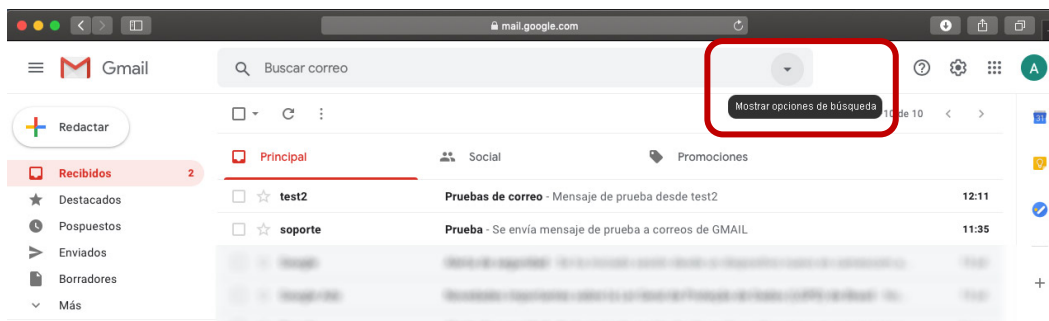 mail.google.com
Gmail
Buscar correo
A
Mostrar opciones de búsqueda
10 de 10
31
Redactar
Principal
Social
Promociones
Recibidos 2
Destacados
Pospuestos
Enviados
Borradores
Más
test2 Pruebas de correo - Mensaje de prueba desde test2 12:11
soporte Prueba - Se envía mensaje de prueba a correos de GMAIL 11:35